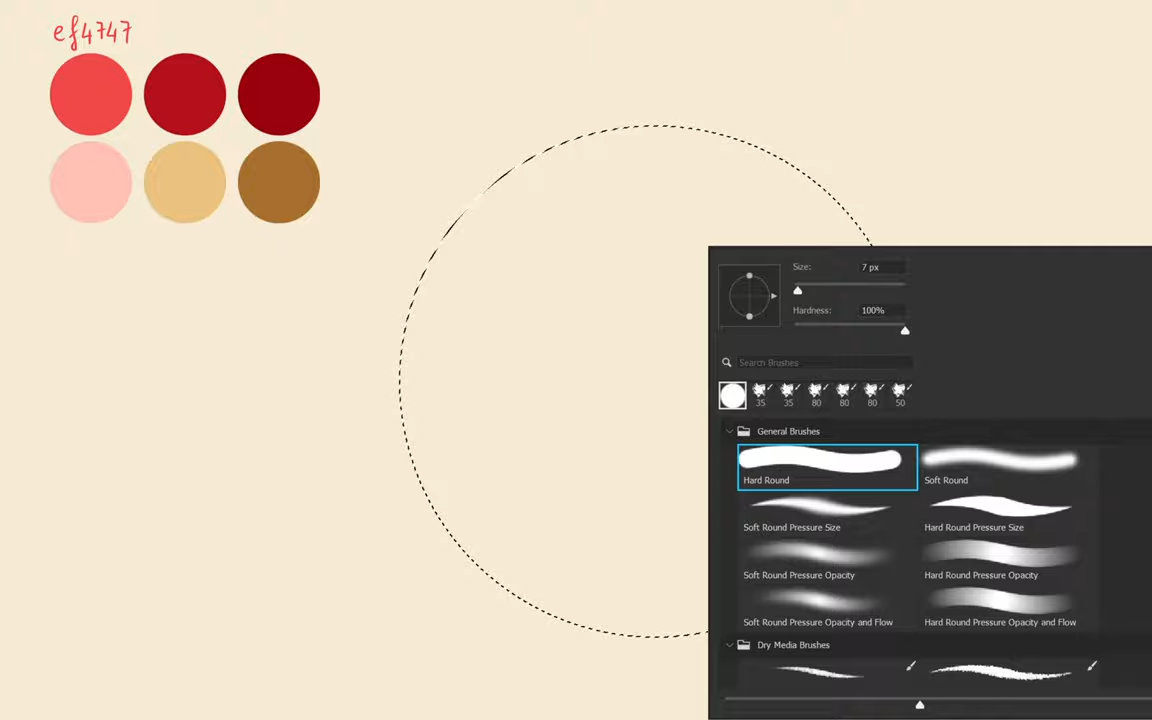 ef4747
Size: 7 px
Hardness: 100%
Search Brushes
35 35 80 80 80 50
General Brushes
Hard Round Soft Round
Soft Round Pressure Size Hard Round Pressure Size
Soft Round Pressure Opacity Hard Round Pressure Opacity
Soft Round Pressure Opacity and Flow Hard Round Pressure Opacity and Flow
Dry Media Brushes